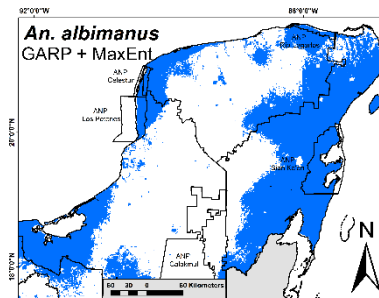 92°0'0"W
88°0'0"W
An. albimanus
GARP + MaxEnt
ANP
Celestun
ANP
Los Petenes
ANP
Ria Lagartos
20°0'0"N
ANP
Sian Ka'an
ANP
Calakmul
18°0'0"N
60 30 0 60 Kilometers
N